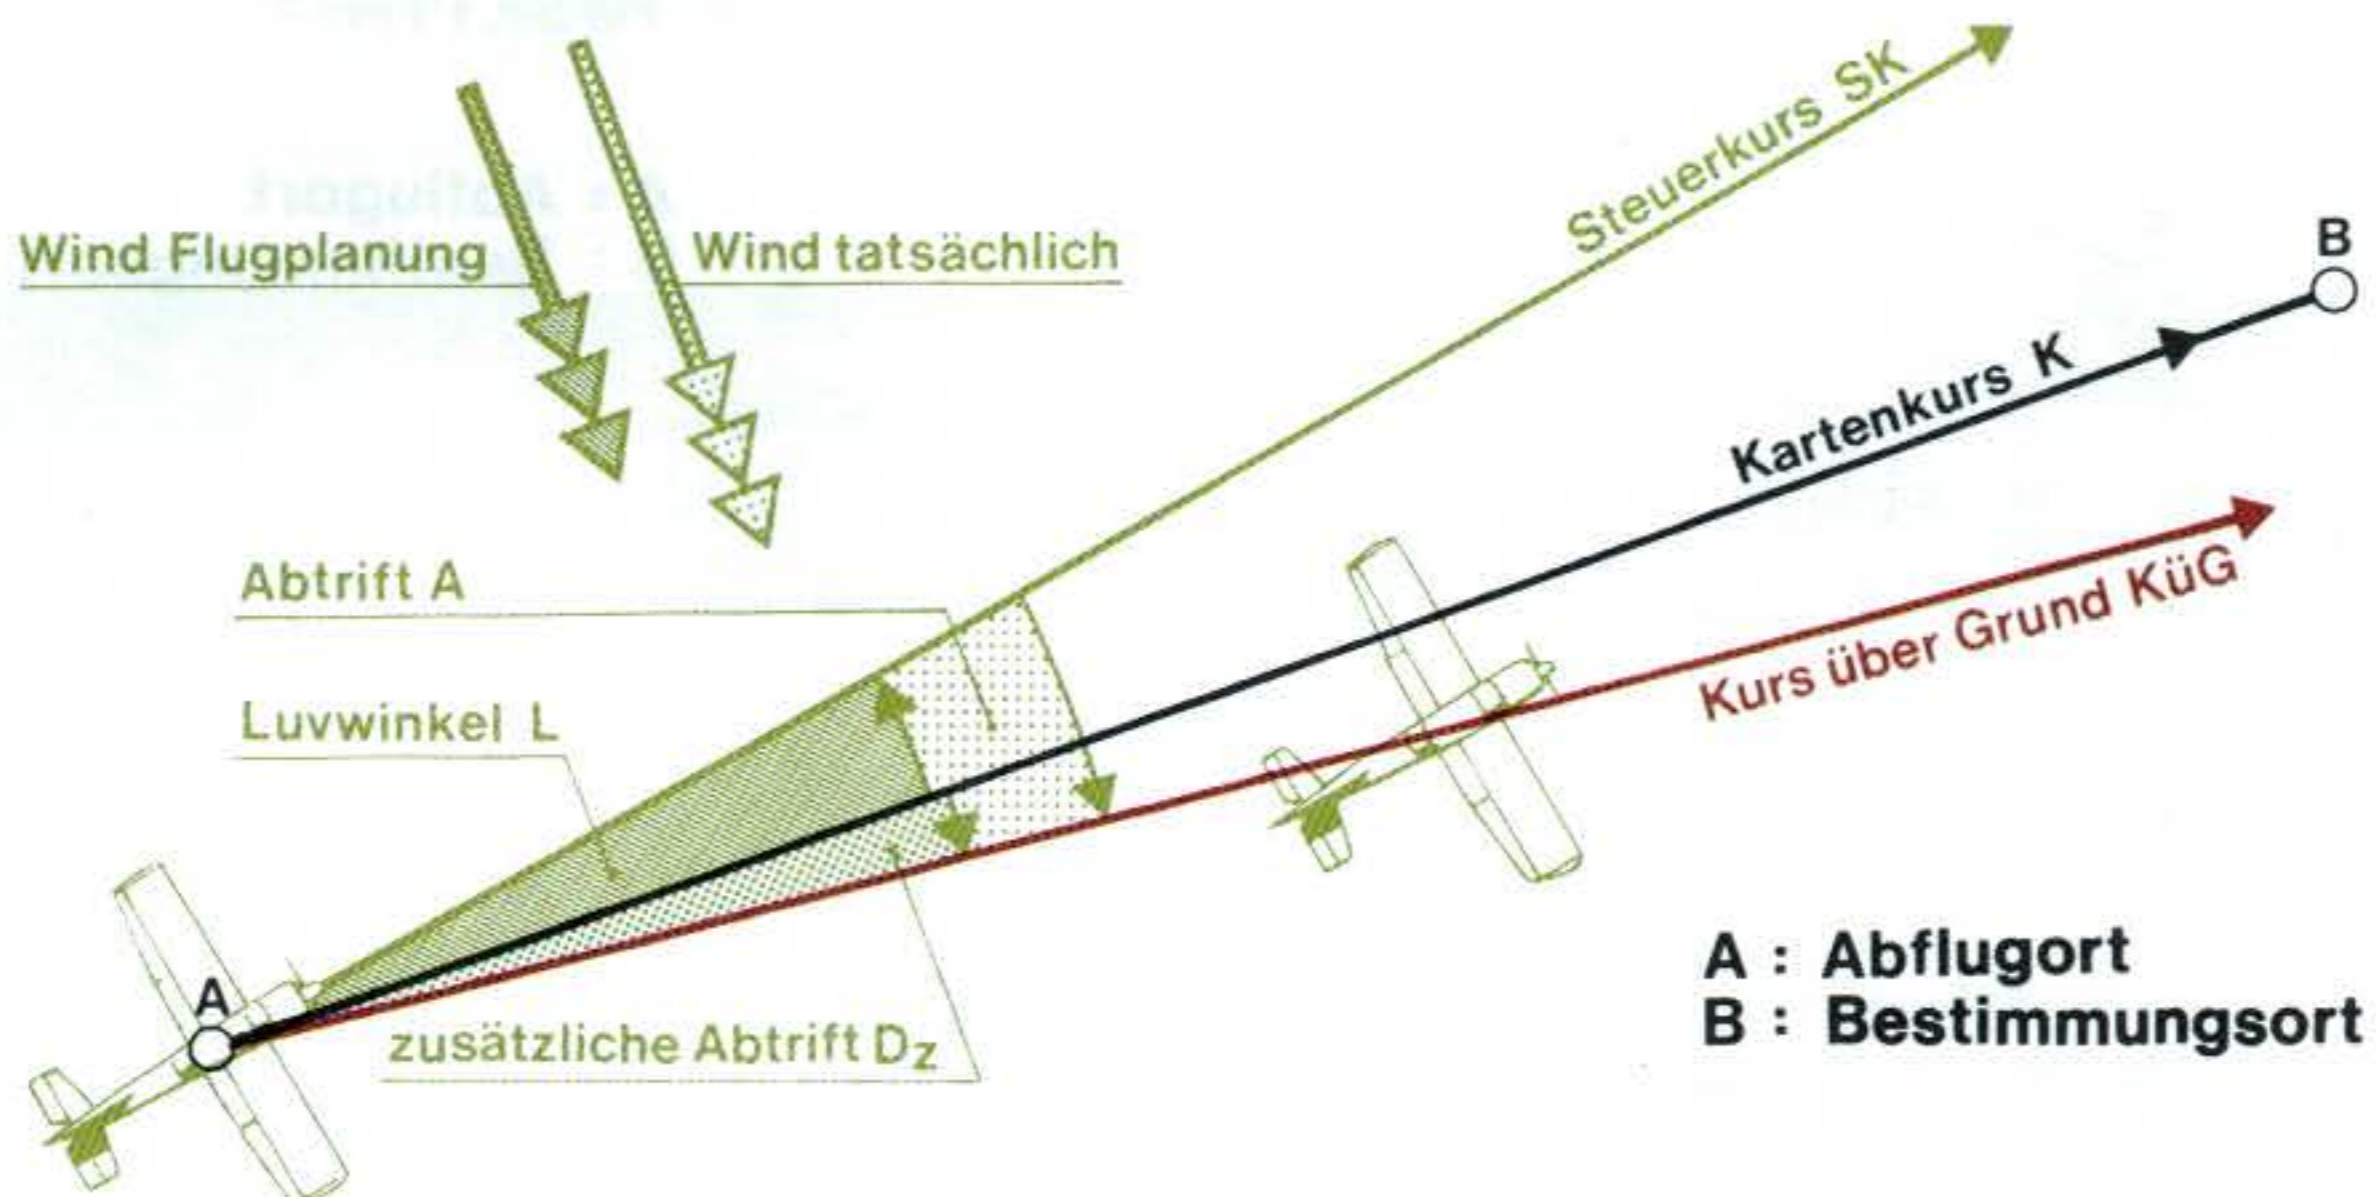 Steuerkurs SK
Wind Flugplanung
Wind tatsächlich
B
Kartenkurs K
Abtrift A
Kurs über Grund KüG
Luvwinkel L
A
zusätzliche Abtrift Dz
A : Abflugort
B : Bestimmungsort